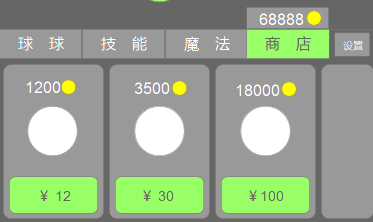 68888
球 球 技 能 魔 法 商 店 设置
1200 3500 18000
¥ 12 ¥ 30 ¥100